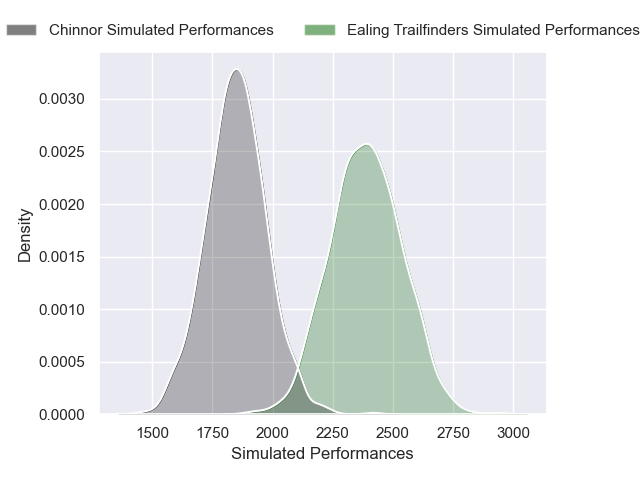 Chinnor Simulated Performances
Ealing Trailfinders Simulated Performances
Density
0.0030
0.0025
0.0020
0.0015
0.0010
0.0005
0.0000
1500 1750 2000 2250 2500 2750 3000
Simulated Performances